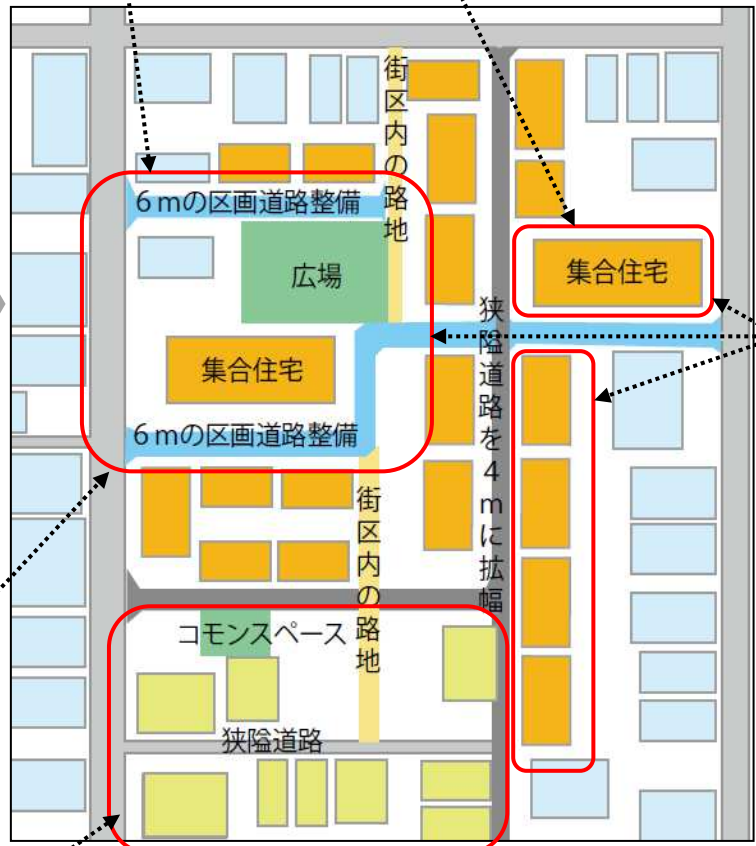 街区内の路地
6mの区画道路整備
広場
集合住宅
狭隘道路を4mに拡幅
集合住宅
6mの区画道路整備
街区内の路地
コモンスペース
狭隘道路